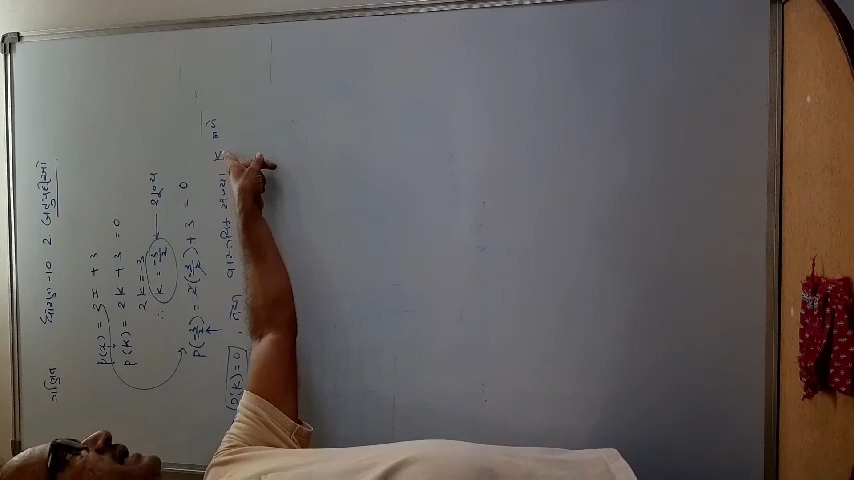 ગણિત ધોરણ-10 2. બહુપદીઓ
p(x) = 2x + 3
p(k) = 2k + 3 = 0
2k = -3
∴ k = -3/2 ← શૂન્ય
p(-3/2) = 2(-3/2) + 3 = 0
p(k) = 0, તેવા વાસ્તવિક સંખ્યા k ને